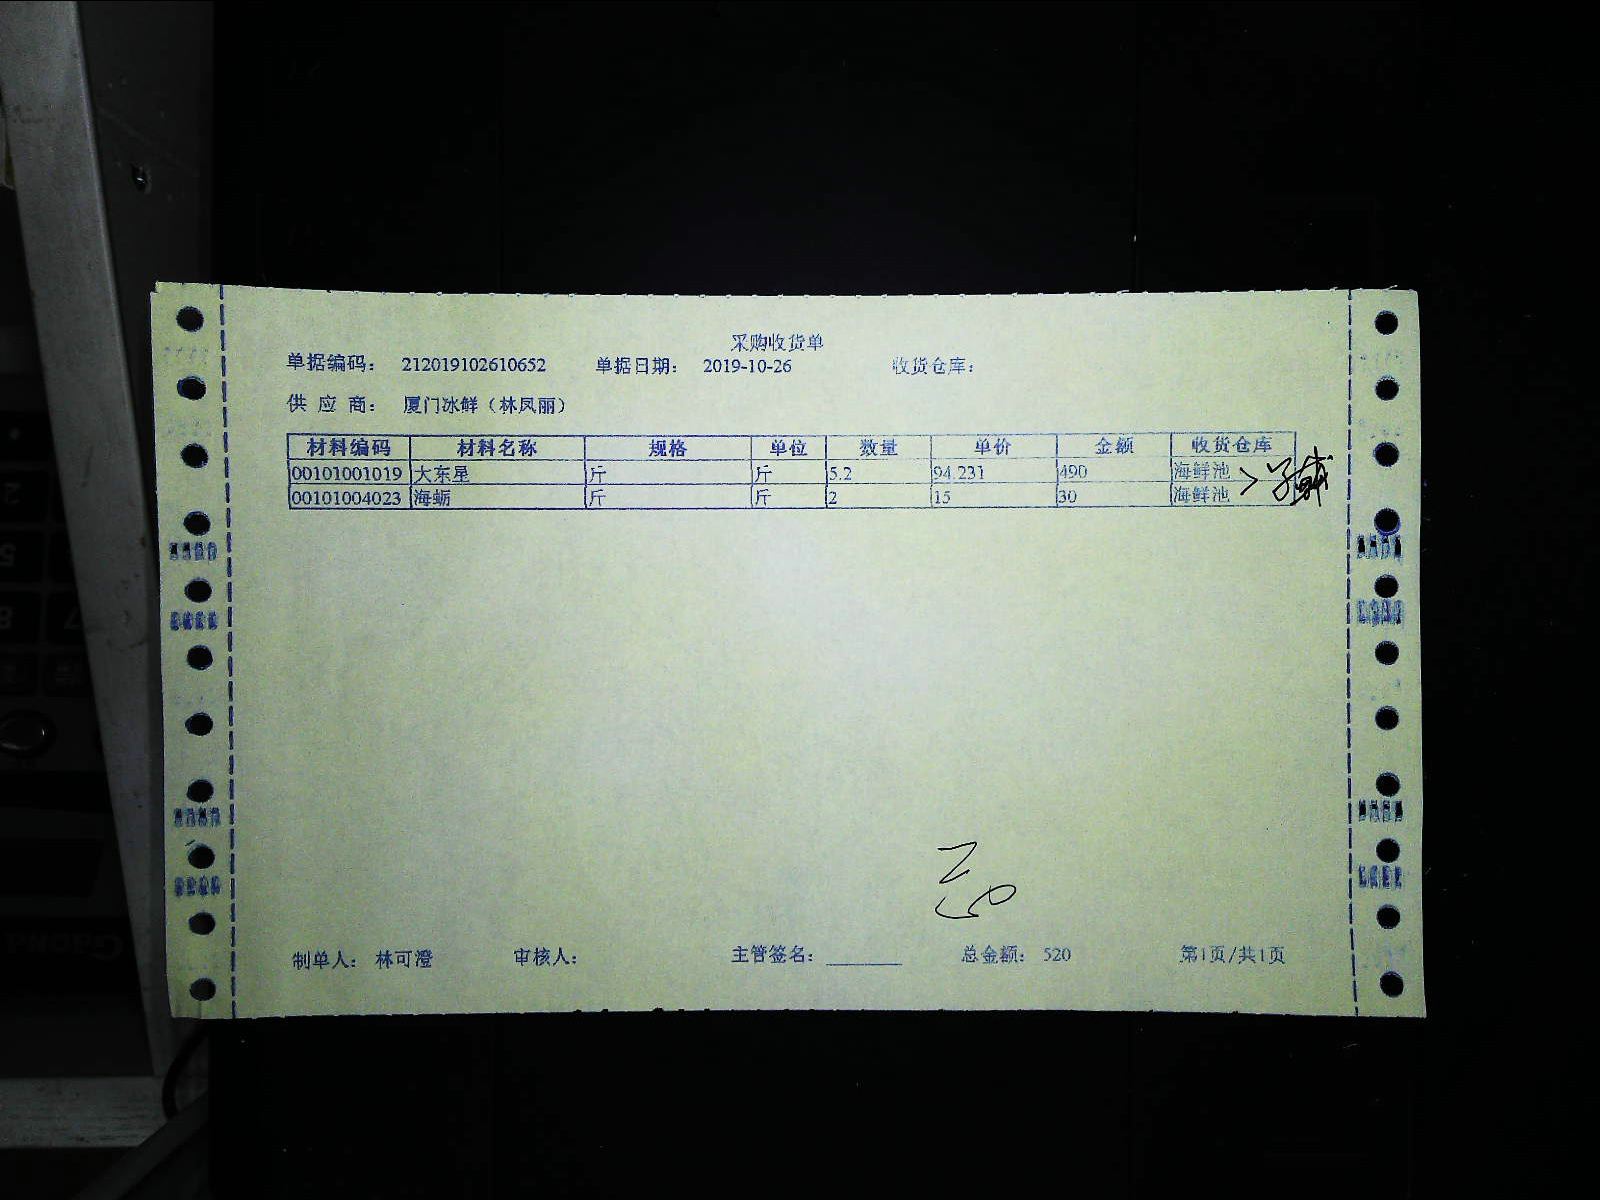 采购收货单
单据编码: 212019102610652 单据日期: 2019-10-26 收货仓库:
供 应 商: 厦门冰鲜（林凤丽）
材料编码 材料名称 规格 单位 数量 单价 金额 收货仓库
00101001019 大东星 斤 斤 5.2 94.231 490 海鲜池
00101004023 海蛎 斤 斤 2 15 30 海鲜池
制单人: 林可澄 审核人: 主管签名: ________ 总金额: 520 第1页/共1页